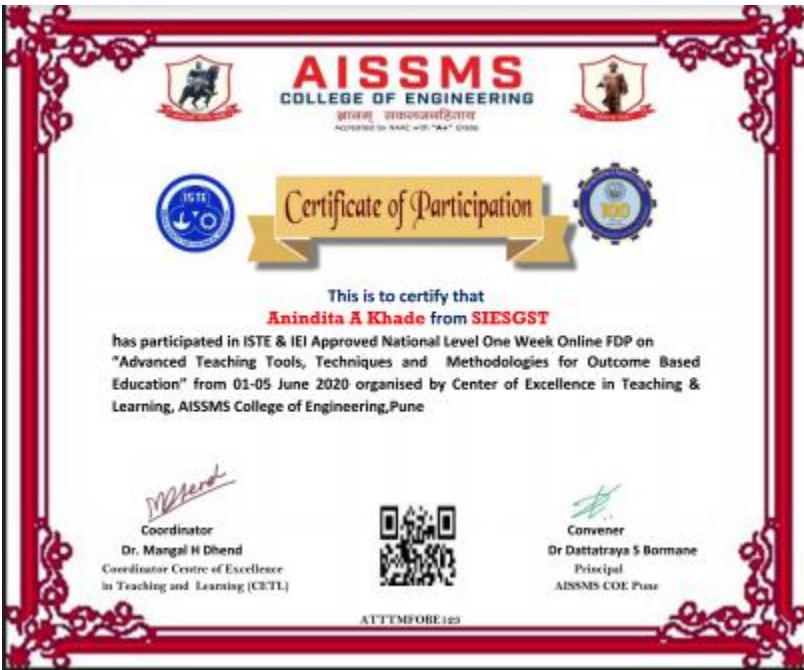 AISSMS
COLLEGE OF ENGINEERING
ज्ञानम् सकलजनहिताय
Accredited by NAAC with "A+" Grade
ISTE
Certificate of Participation
100
This is to certify that
Anindita A Khade from SIESGST
has participated in ISTE & IEI Approved National Level One Week Online FDP on
“Advanced Teaching Tools, Techniques and Methodologies for Outcome Based
Education” from 01-05 June 2020 organised by Center of Excellence in Teaching &
Learning, AISSMS College of Engineering,Pune
Coordinator
Dr. Mangal H Dhend
Coordinator Centre of Excellence
in Teaching and Learning (CETL)
Convener
Dr Dattatraya S Bormane
Principal
AISSMS COE Pune
ATTTMFOBE123